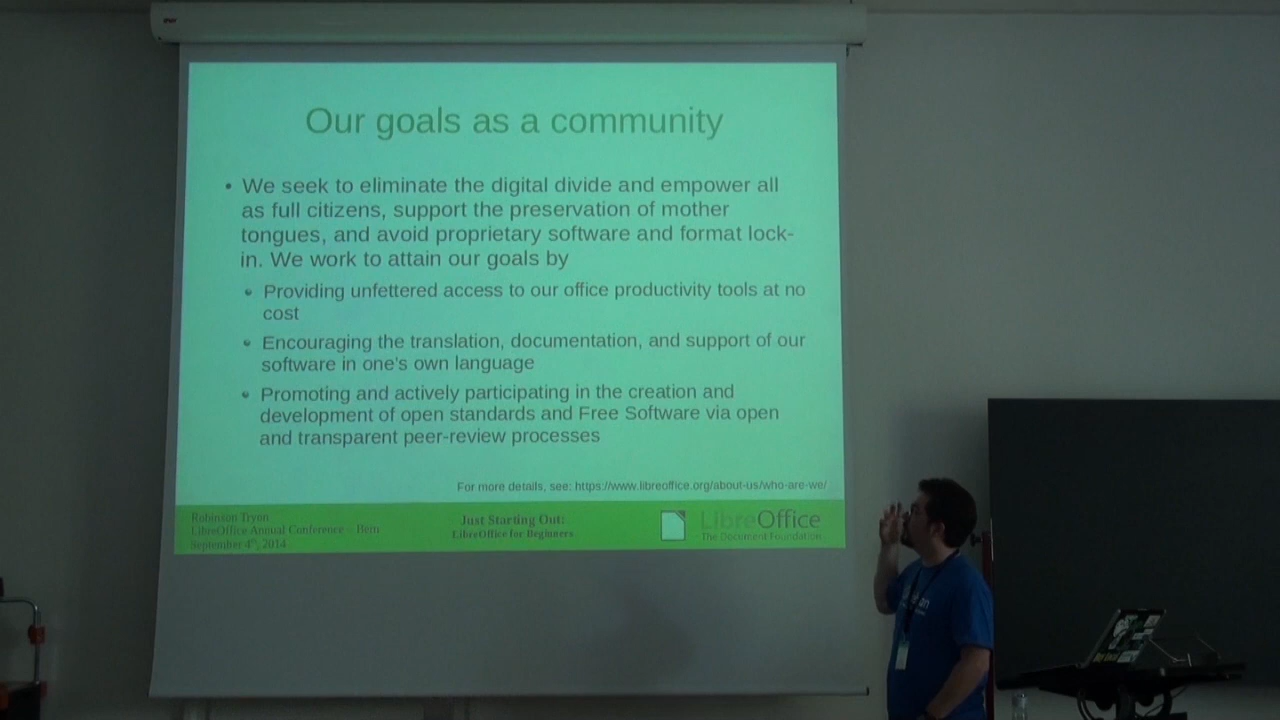 Our goals as a community
• We seek to eliminate the digital divide and empower all
as full citizens, support the preservation of mother
tongues, and avoid proprietary software and format lock-
in. We work to attain our goals by
• Providing unfettered access to our office productivity tools at no
cost
• Encouraging the translation, documentation, and support of our
software in one's own language
• Promoting and actively participating in the creation and
development of open standards and Free Software via open
and transparent peer-review processes
For more details, see: https://www.libreoffice.org/about-us/who-are-we/
Robinson Tryon
LibreOffice Annual Conference – Bern
September 4th, 2014
Just Starting Out:
LibreOffice for Beginners
LibreOffice
The Document Foundation